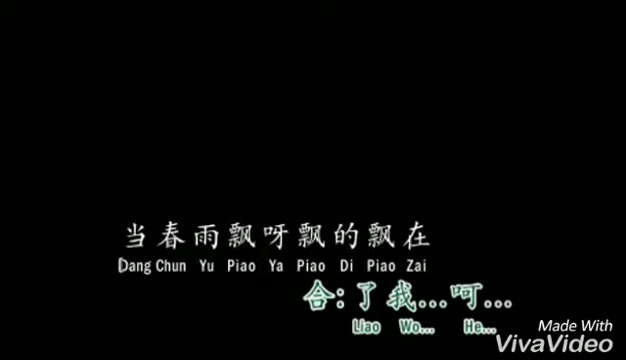 当春雨飘呀飘的飘在
Dang Chun Yu Piao Ya Piao Di Piao Zai
合:了我...呵...
Liao Wo... He...
Made With
VivaVideo